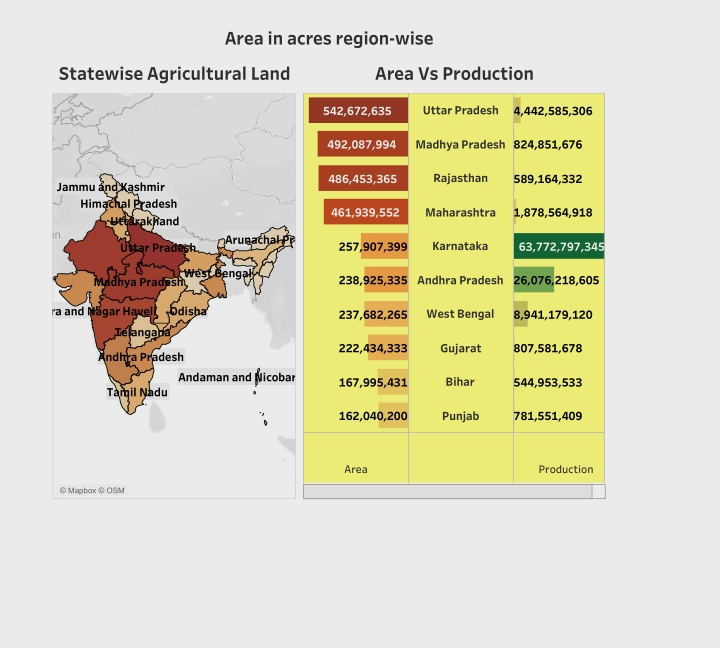 Area in acres region-wise
Statewise Agricultural Land
Area Vs Production
Jammu and Kashmir
Himachal Pradesh
Uttarakhand
Arunachal Pr
Uttar Pradesh
West Bengal
Madhya Pradesh
ra and Nagar Haveli
Odisha
Telangana
Andhra Pradesh
Andaman and Nicobar
Tamil Nadu
© Mapbox © OSM
542,672,635 Uttar Pradesh 4,442,585,306
492,087,994 Madhya Pradesh 824,851,676
486,453,365 Rajasthan 589,164,332
461,939,552 Maharashtra 1,878,564,918
257,907,399 Karnataka 63,772,797,345
238,925,335 Andhra Pradesh 26,076,218,605
237,682,265 West Bengal 8,941,179,120
222,434,333 Gujarat 807,581,678
167,995,431 Bihar 544,953,533
162,040,200 Punjab 781,551,409
Area Production